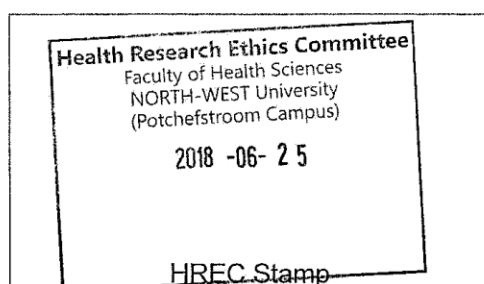 Health Research Ethics Committee
Faculty of Health Sciences
NORTH-WEST University
(Potchefstroom Campus)
2018 -06- 25
HREC Stamp